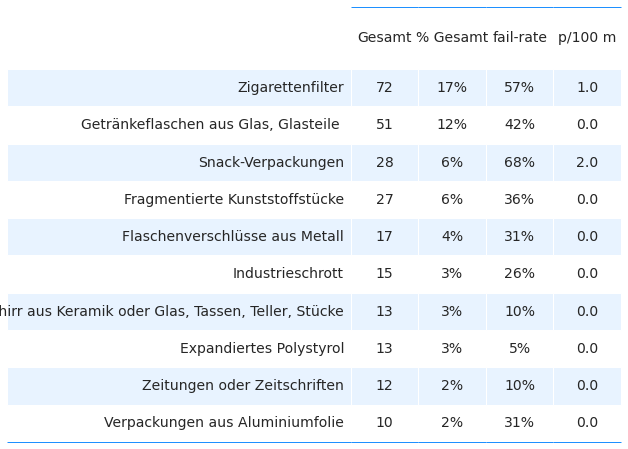 Gesamt % Gesamt fail-rate p/100 m
Zigarettenfilter 72 17% 57% 1.0
Getränkeflaschen aus Glas, Glasteile 51 12% 42% 0.0
Snack-Verpackungen 28 6% 68% 2.0
Fragmentierte Kunststoffstücke 27 6% 36% 0.0
Flaschenverschlüsse aus Metall 17 4% 31% 0.0
Industrieschrott 15 3% 26% 0.0
aus Keramik oder Glas, Tassen, Teller, Stücke 13 3% 10% 0.0
Expandiertes Polystyrol 13 3% 5% 0.0
Zeitungen oder Zeitschriften 12 2% 10% 0.0
Verpackungen aus Aluminiumfolie 10 2% 31% 0.0